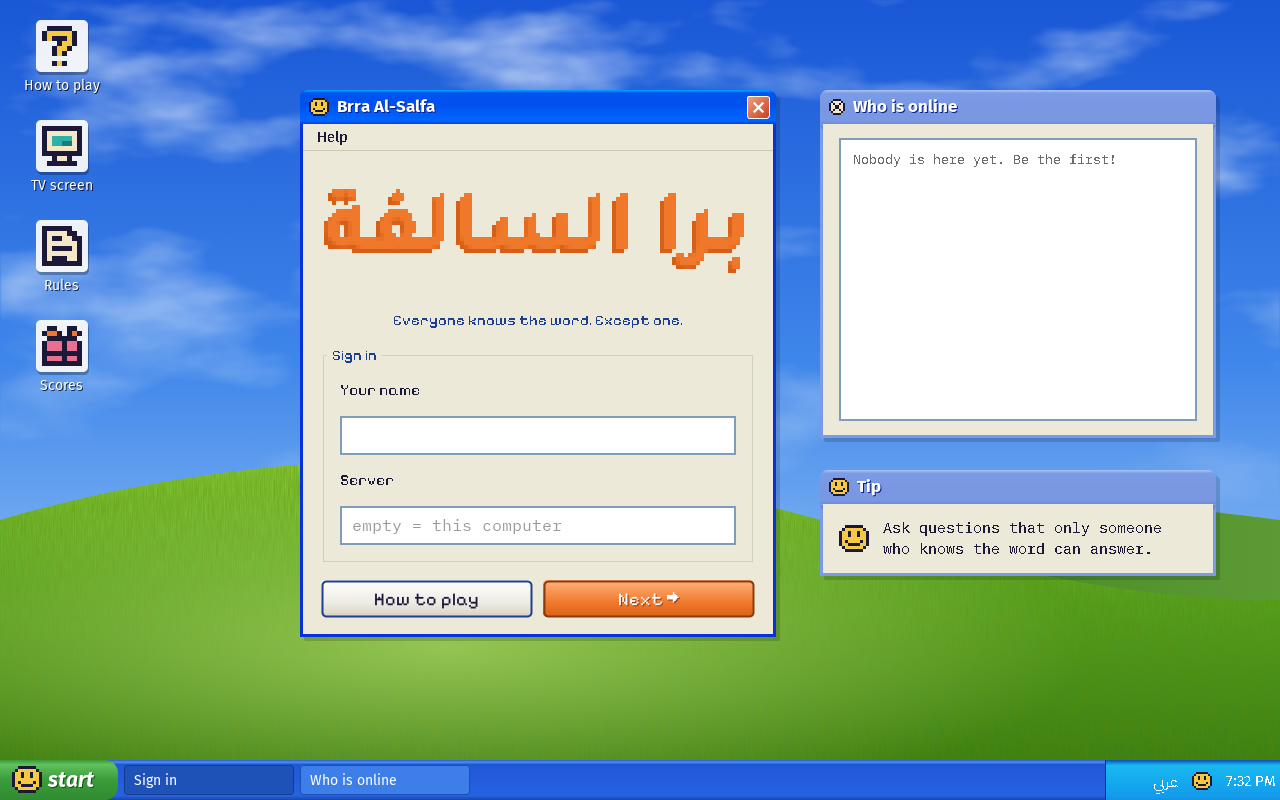 How to play
TV screen
Rules
Scores
Brra Al-Salfa
Help
برا السالفة
Everyone knows the word. Except one.
Sign in
Your name
Server
empty = this computer
How to play
Next
Who is online
Nobody is here yet. Be the first!
Tip
Ask questions that only someone
who knows the word can answer.
start
Sign in
Who is online
عربي
7:32 PM